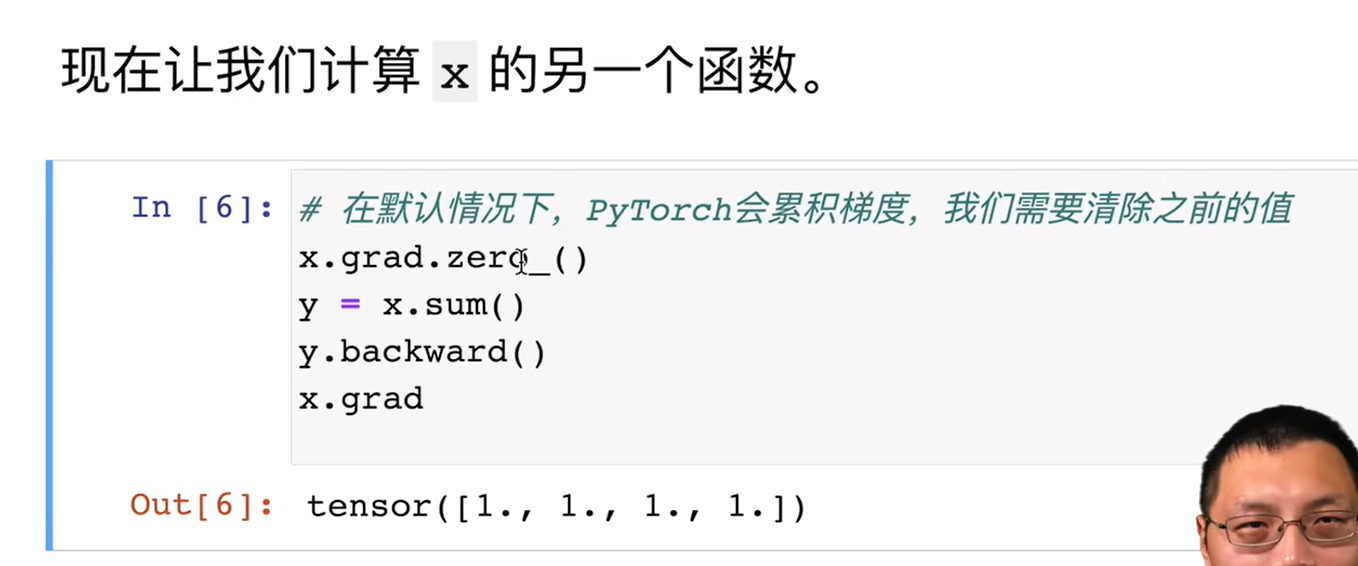 现在让我们计算 x 的另一个函数。
In [6]: # 在默认情况下，PyTorch会累积梯度，我们需要清除之前的值
x.grad.zero_()
y = x.sum()
y.backward()
x.grad
Out[6]: tensor([1., 1., 1., 1.])